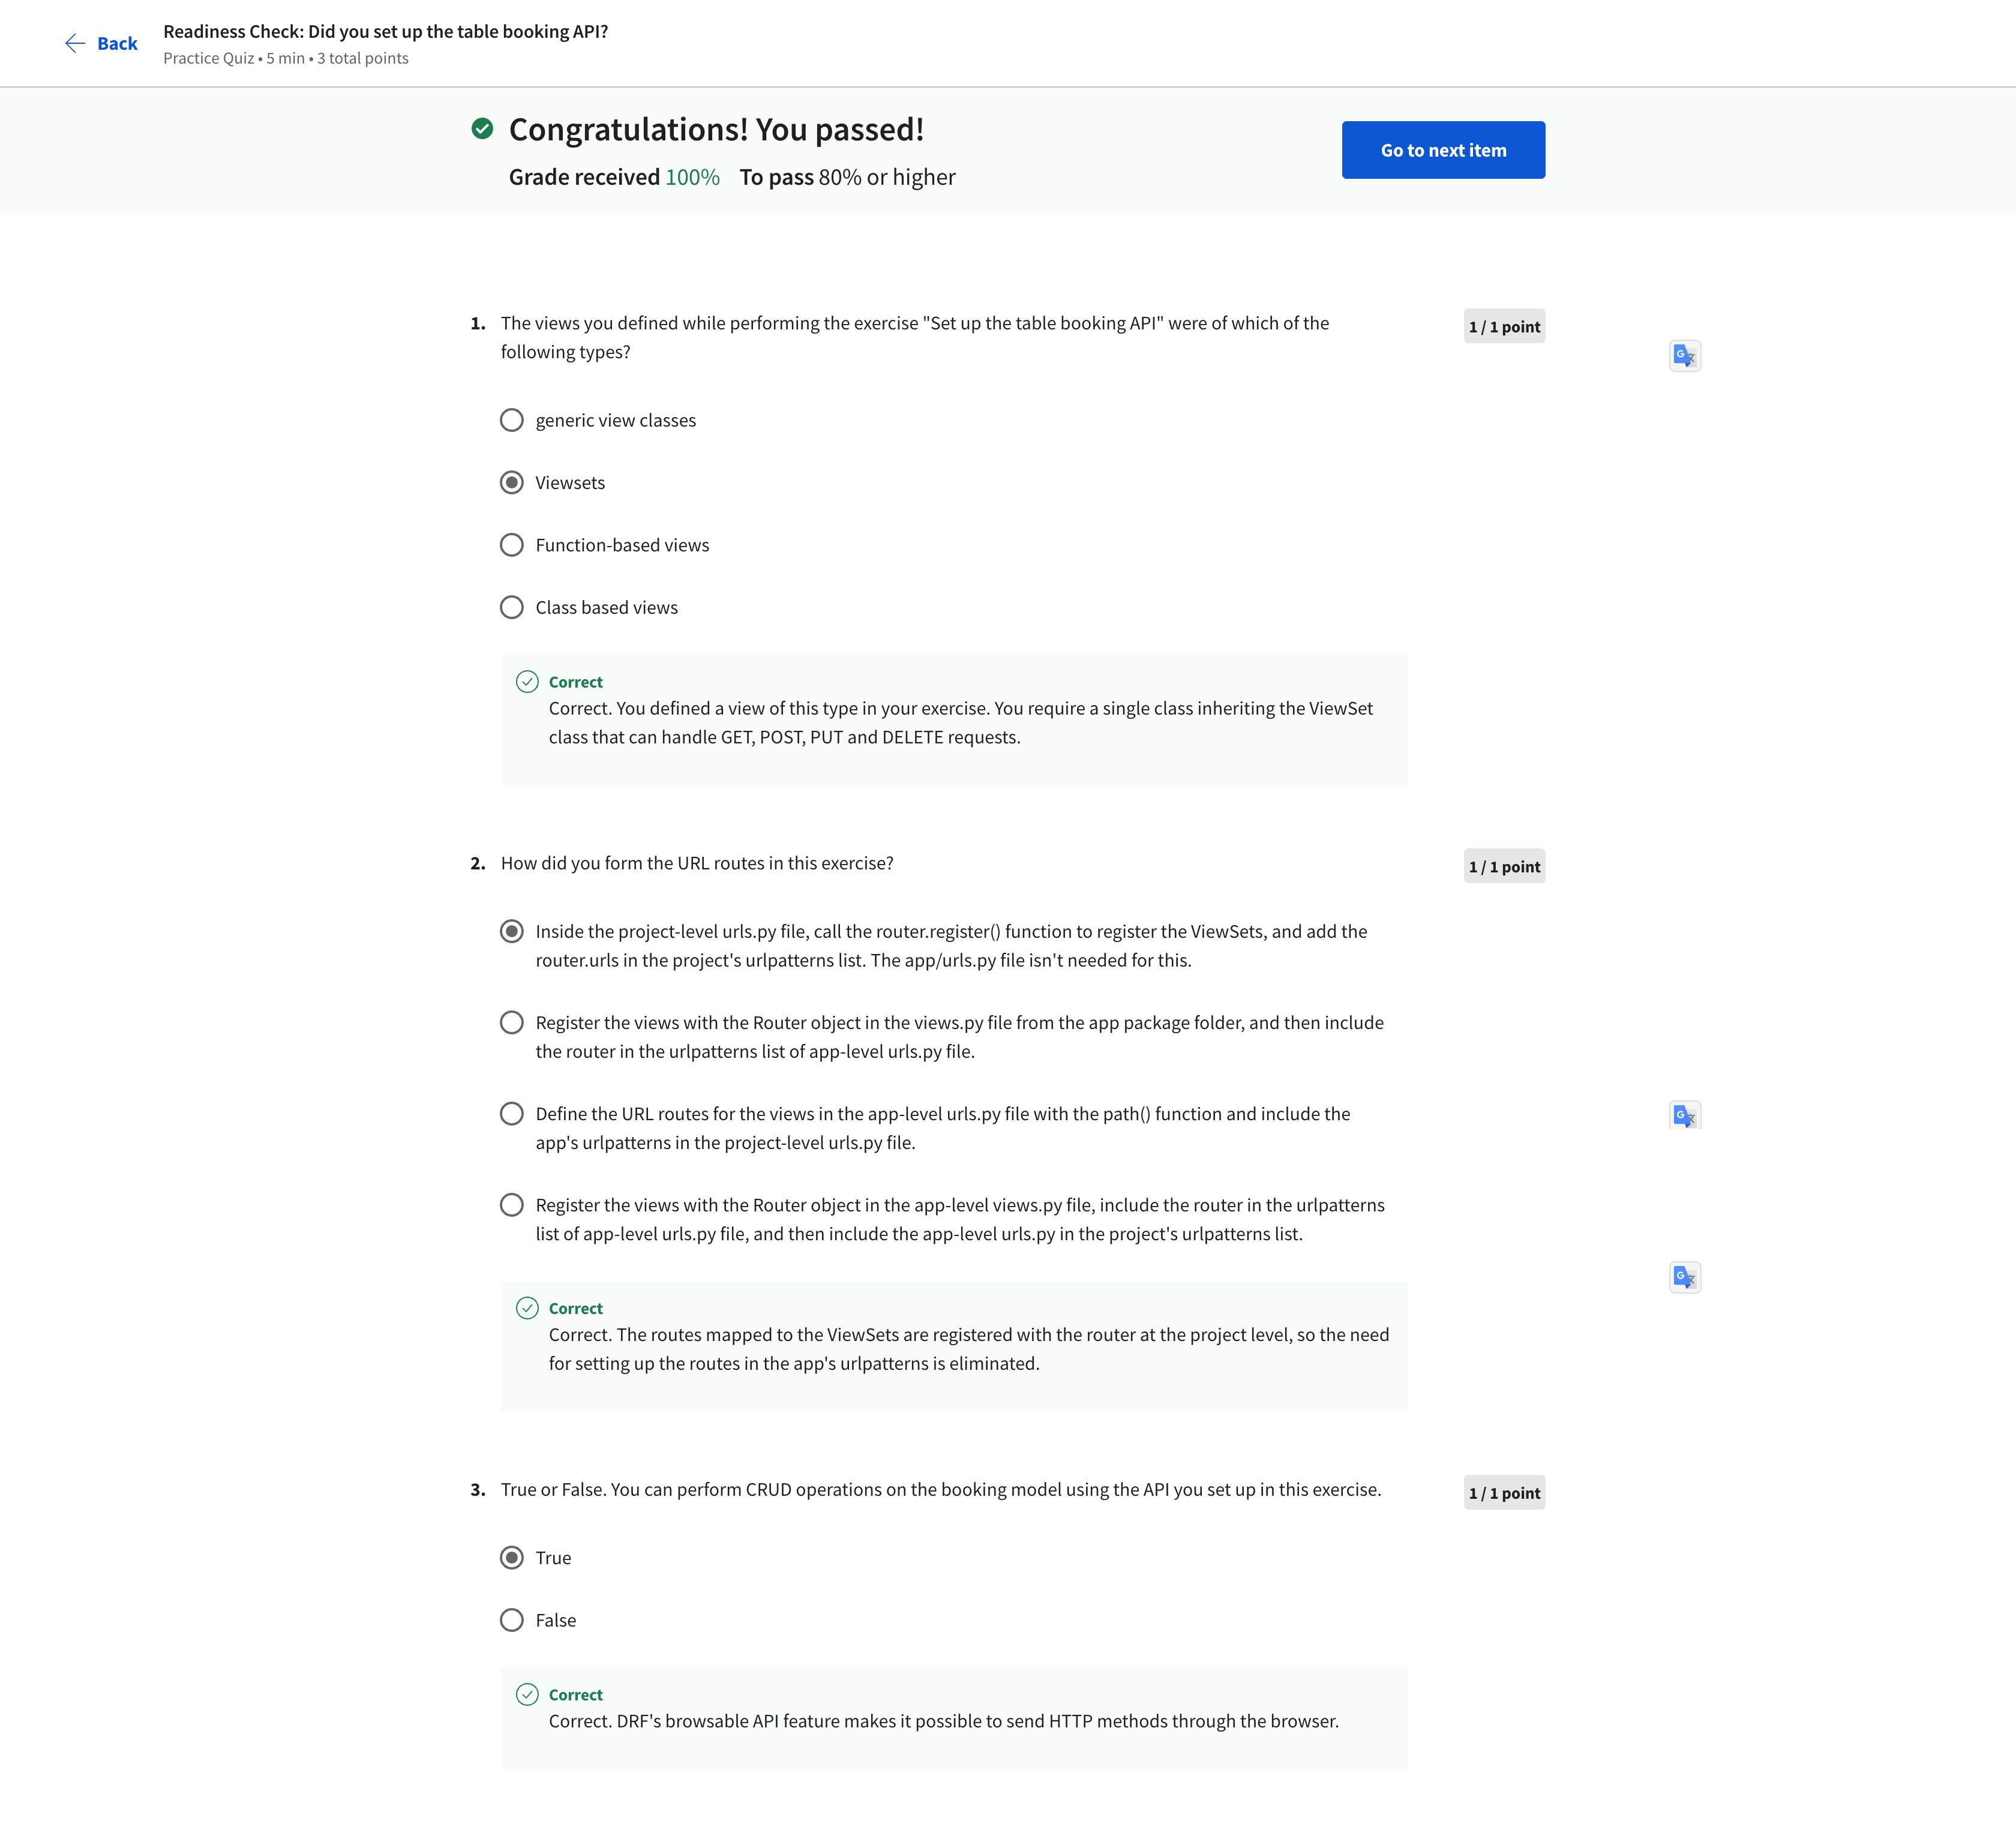 Back
Readiness Check: Did you set up the table booking API?
Practice Quiz • 5 min • 3 total points
Congratulations! You passed!
Grade received 100% To pass 80% or higher
Go to next item
1. The views you defined while performing the exercise "Set up the table booking API" were of which of the
following types?
1 / 1 point
generic view classes
Viewsets
Function-based views
Class based views
Correct
Correct. You defined a view of this type in your exercise. You require a single class inheriting the ViewSet
class that can handle GET, POST, PUT and DELETE requests.
2. How did you form the URL routes in this exercise?
1 / 1 point
Inside the project-level urls.py file, call the router.register() function to register the ViewSets, and add the
router.urls in the project's urlpatterns list. The app/urls.py file isn't needed for this.
Register the views with the Router object in the views.py file from the app package folder, and then include
the router in the urlpatterns list of app-level urls.py file.
Define the URL routes for the views in the app-level urls.py file with the path() function and include the
app's urlpatterns in the project-level urls.py file.
Register the views with the Router object in the app-level views.py file, include the router in the urlpatterns
list of app-level urls.py file, and then include the app-level urls.py in the project's urlpatterns list.
Correct
Correct. The routes mapped to the ViewSets are registered with the router at the project level, so the need
for setting up the routes in the app's urlpatterns is eliminated.
3. True or False. You can perform CRUD operations on the booking model using the API you set up in this exercise.
1 / 1 point
True
False
Correct
Correct. DRF's browsable API feature makes it possible to send HTTP methods through the browser.